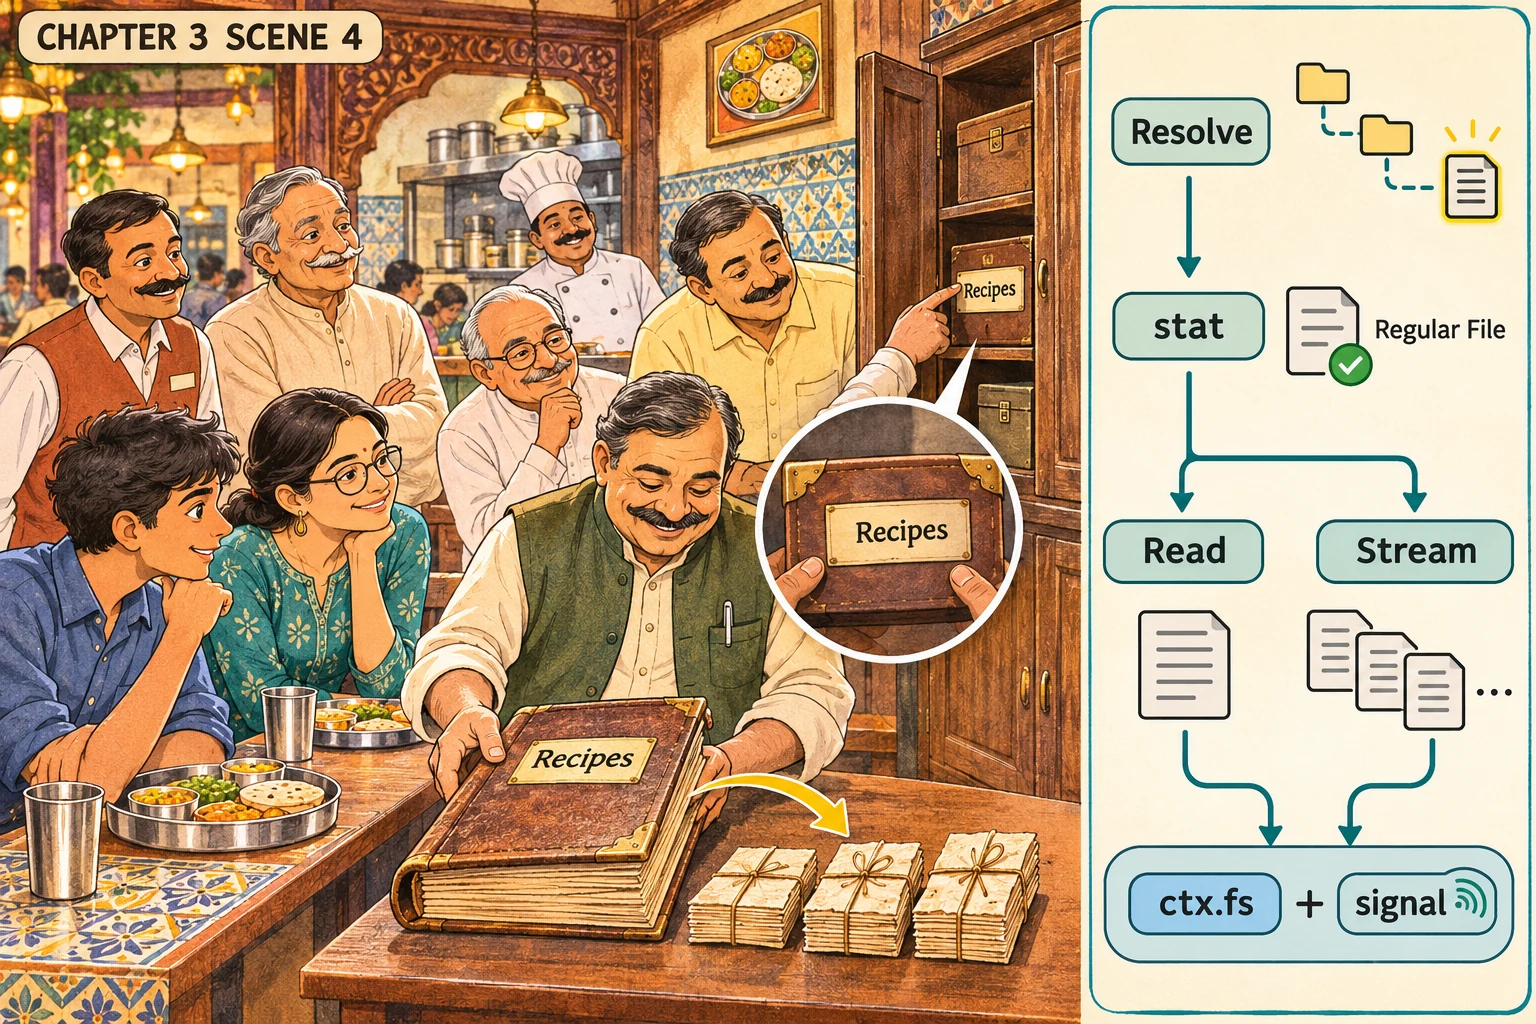 CHAPTER 3 SCENE 4
Recipes
Recipes
Recipes
Resolve
stat
Regular File
Read
Stream
...
ctx.fs + signal